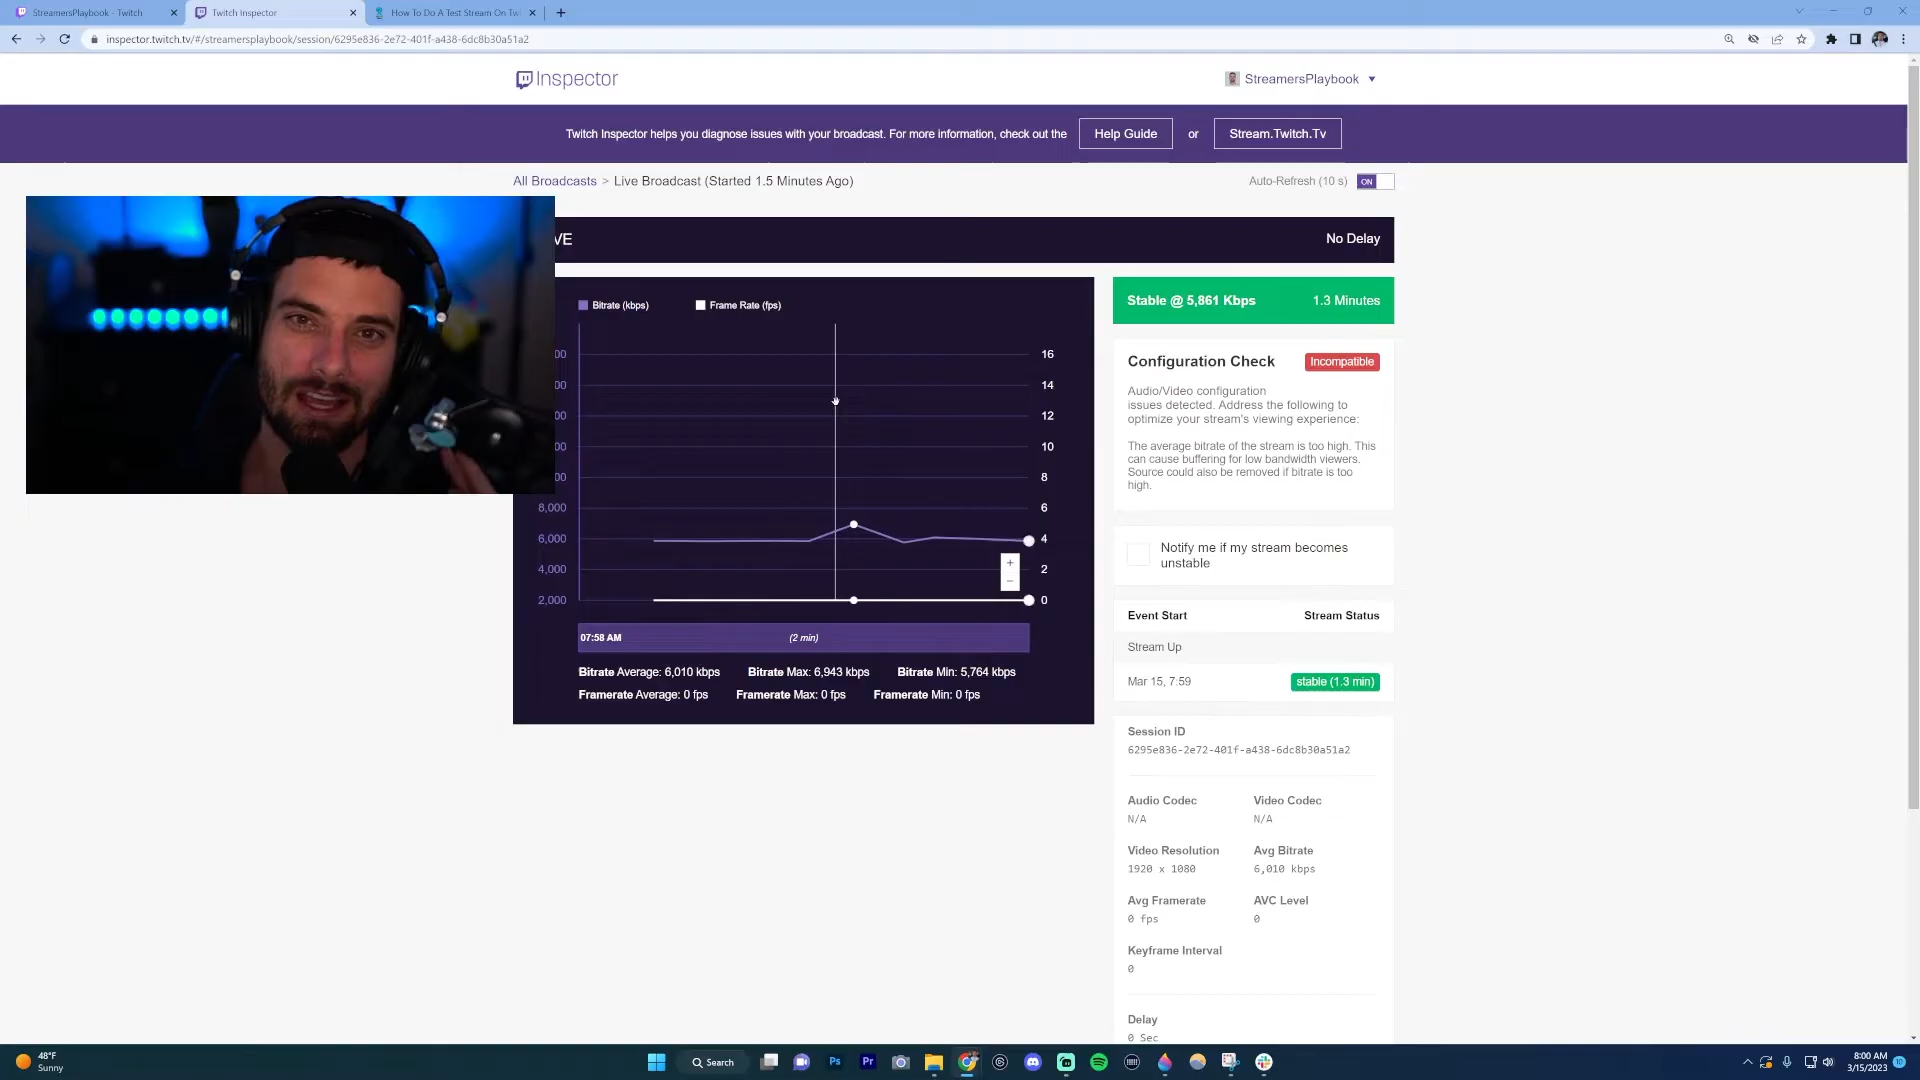 StreamersPlaybook - Twitch
Twitch Inspector
How To Do A Test Stream On Tw
inspector.twitch.tv/#/streamersplaybook/session/6295e836-2e72-401f-a438-6dc8b30a51a2
Inspector
StreamersPlaybook
Twitch Inspector helps you diagnose issues with your broadcast. For more information, check out the
Help Guide
or
Stream.Twitch.Tv
All Broadcasts > Live Broadcast (Started 1.5 Minutes Ago)
Auto-Refresh (10 s)
ON
VE
No Delay
Bitrate (kbps)
Frame Rate (fps)
00 16
00 14
00 12
00 10
00 8
8,000 6
6,000 4
4,000 2
2,000 0
+
−
07:58 AM
(2 min)
Bitrate Average: 6,010 kbps
Bitrate Max: 6,943 kbps
Bitrate Min: 5,764 kbps
Framerate Average: 0 fps
Framerate Max: 0 fps
Framerate Min: 0 fps
Stable @ 5,861 Kbps
1.3 Minutes
Configuration Check
Incompatible
Audio/Video configuration
issues detected. Address the following to
optimize your stream's viewing experience:
The average bitrate of the stream is too high. This
can cause buffering for low bandwidth viewers.
Source could also be removed if bitrate is too
high.
Notify me if my stream becomes
unstable
Event Start
Stream Status
Stream Up
Mar 15, 7:59
stable (1.3 min)
Session ID
6295e836-2e72-401f-a438-6dc8b30a51a2
Audio Codec
Video Codec
N/A
N/A
Video Resolution
Avg Bitrate
1920 x 1080
6,010 kbps
Avg Framerate
AVC Level
0 fps
0
Keyframe Interval
0
Delay
0 Sec
48°F
Sunny
Search
Ps
Pr
8:00 AM
3/15/2023